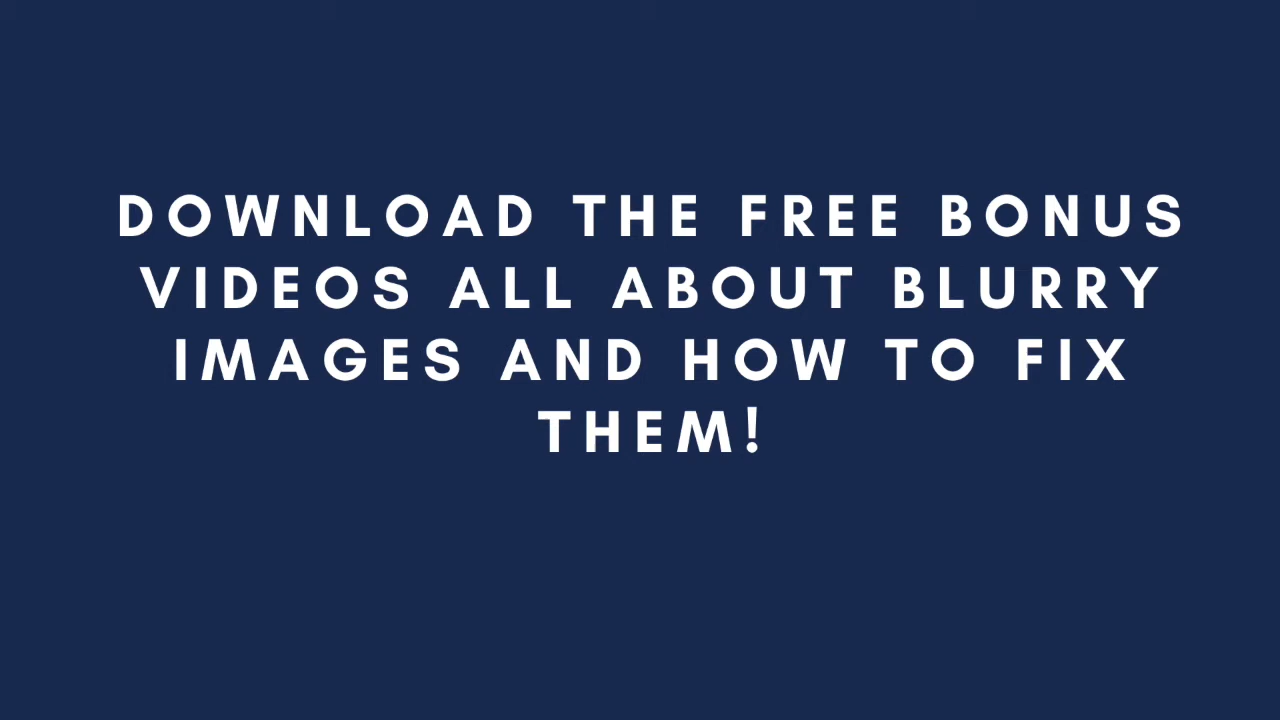 DOWNLOAD THE FREE BONUS
VIDEOS ALL ABOUT BLURRY
IMAGES AND HOW TO FIX
THEM!